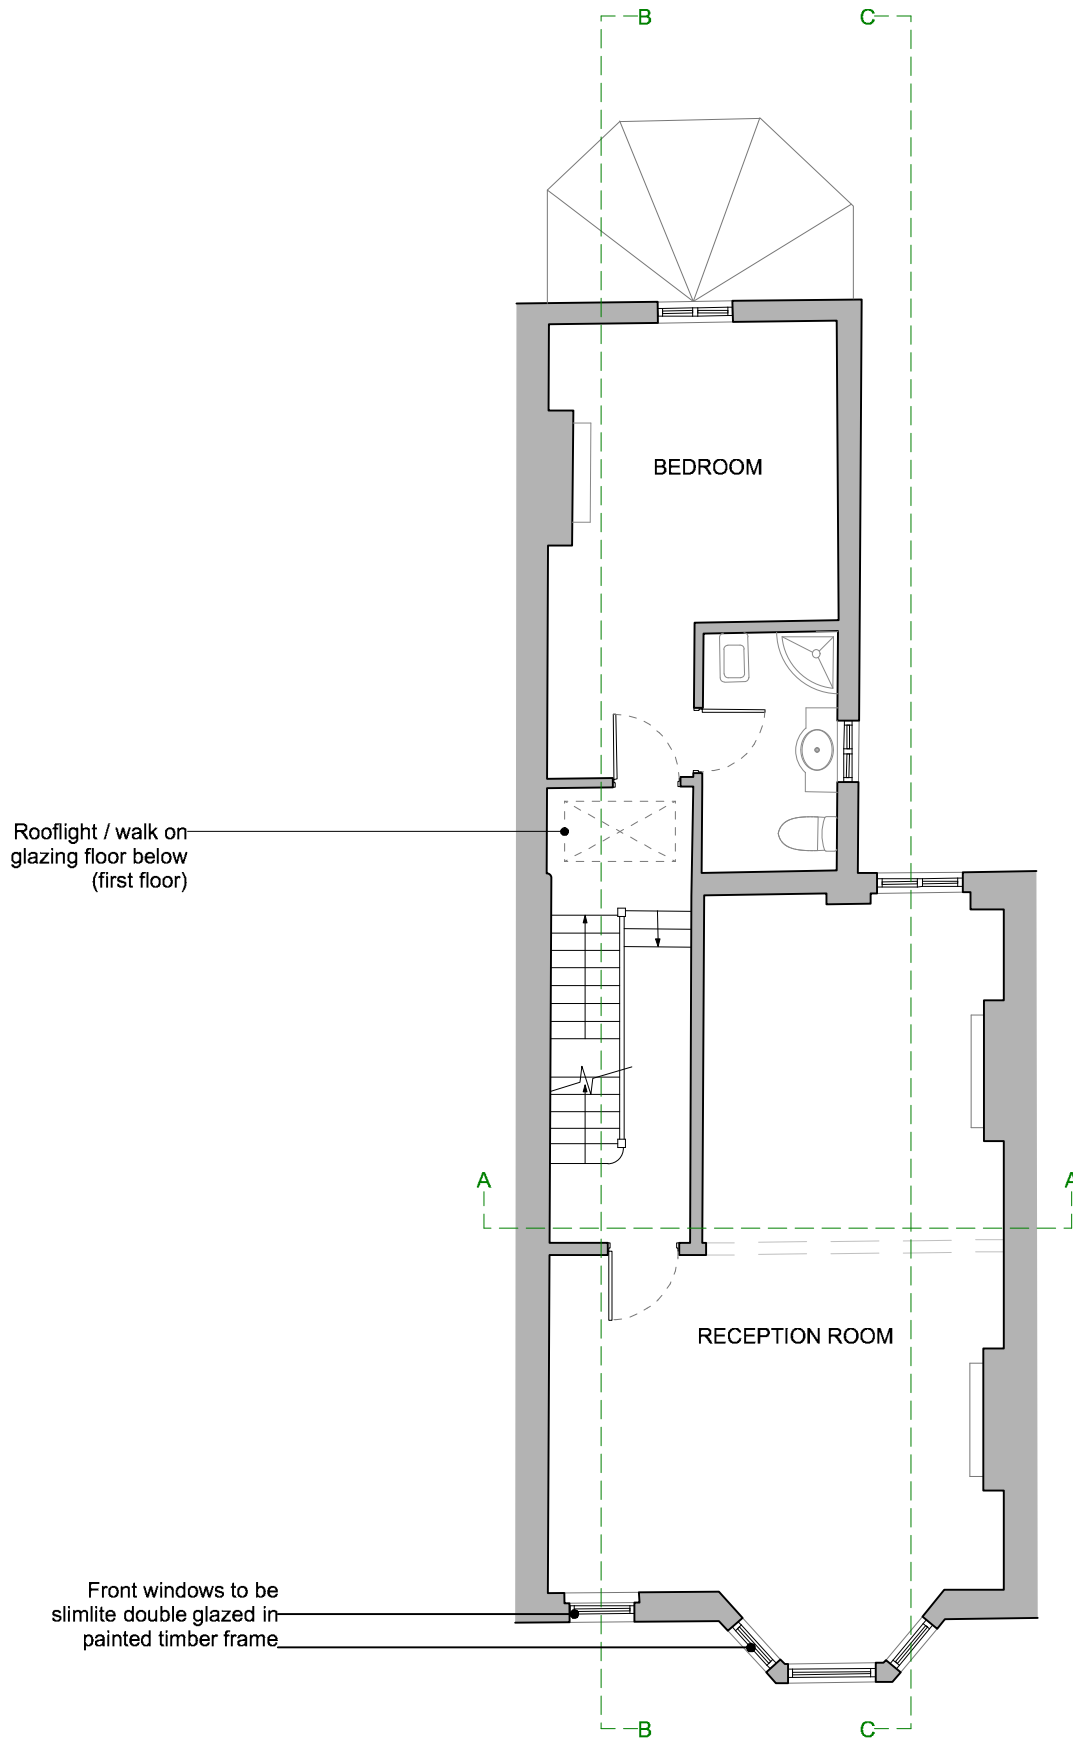 B
C
BEDROOM
Rooflight / walk on
glazing floor below
(first floor)
A
A
RECEPTION ROOM
Front windows to be
slimlite double glazed in
painted timber frame
B
C